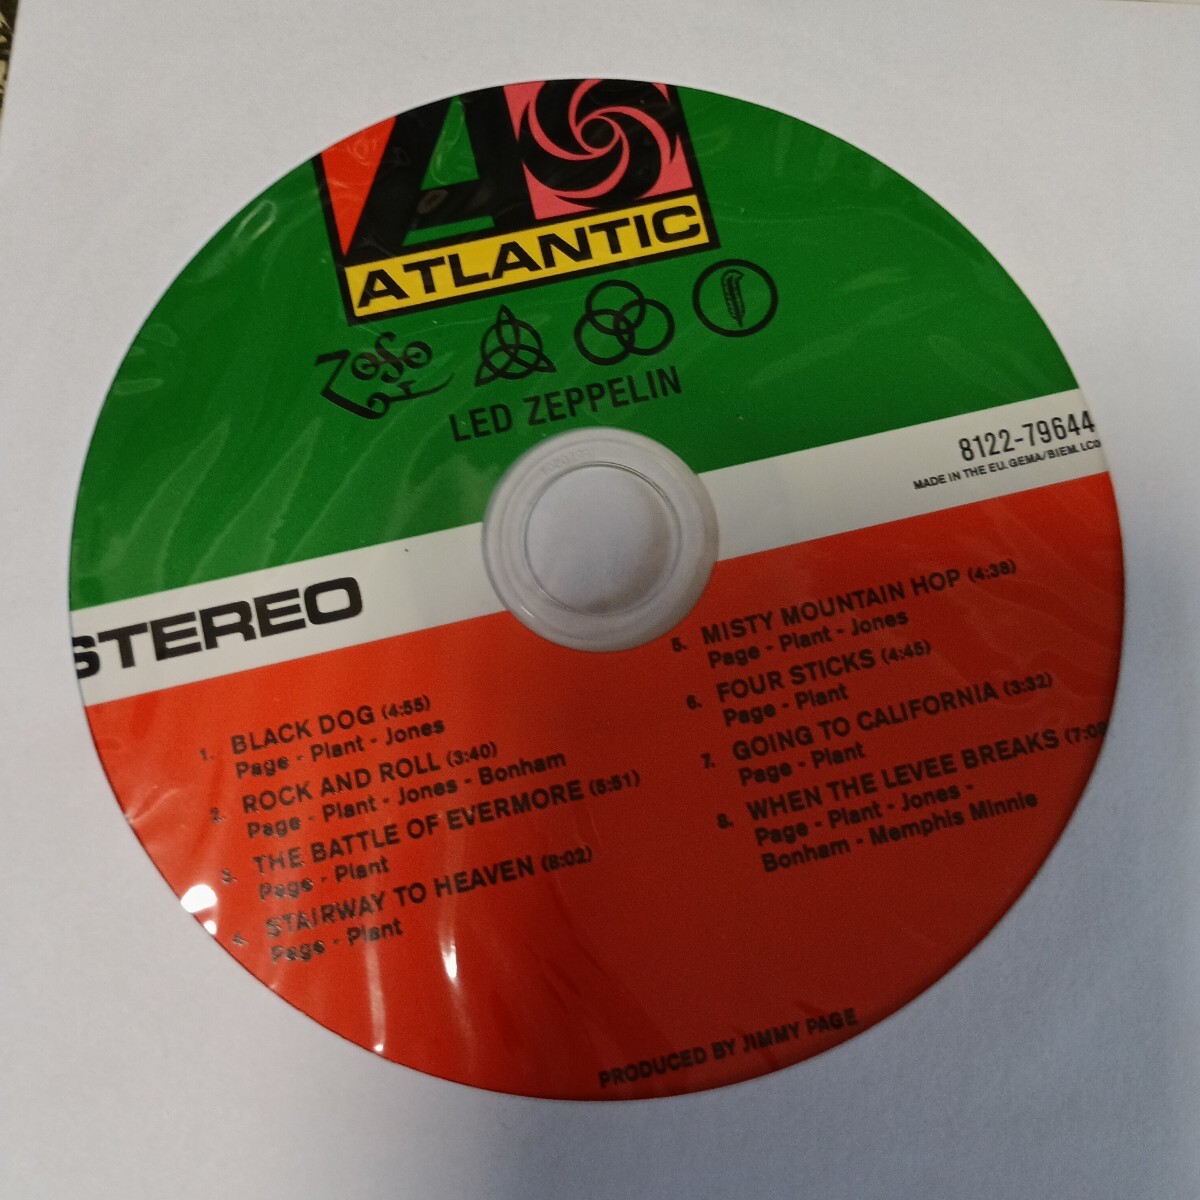 ATLANTIC
LED ZEPPELIN
8122-79644
MADE IN THE EU. GEMA/BIEM. LC0
STEREO
1. BLACK DOG (4:55)
Page - Plant - Jones
2. ROCK AND ROLL (3:40)
Page - Plant - Jones - Bonham
3. THE BATTLE OF EVERMORE (5:51)
Page - Plant
4. STAIRWAY TO HEAVEN (8:02)
Page - Plant
5. MISTY MOUNTAIN HOP (4:38)
Page - Plant - Jones
6. FOUR STICKS (4:45)
Page - Plant
7. GOING TO CALIFORNIA (3:32)
Page - Plant
8. WHEN THE LEVEE BREAKS (7:08
Page - Plant - Jones -
Bonham - Memphis Minnie
PRODUCED BY JIMMY PAGE